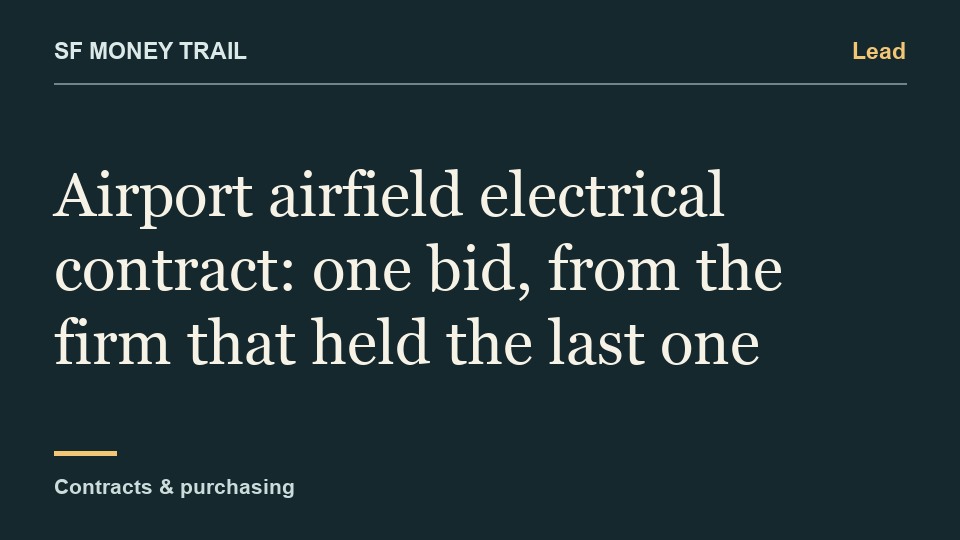 SF MONEY TRAIL
Lead
Airport airfield electrical
contract: one bid, from the
firm that held the last one
Contracts & purchasing